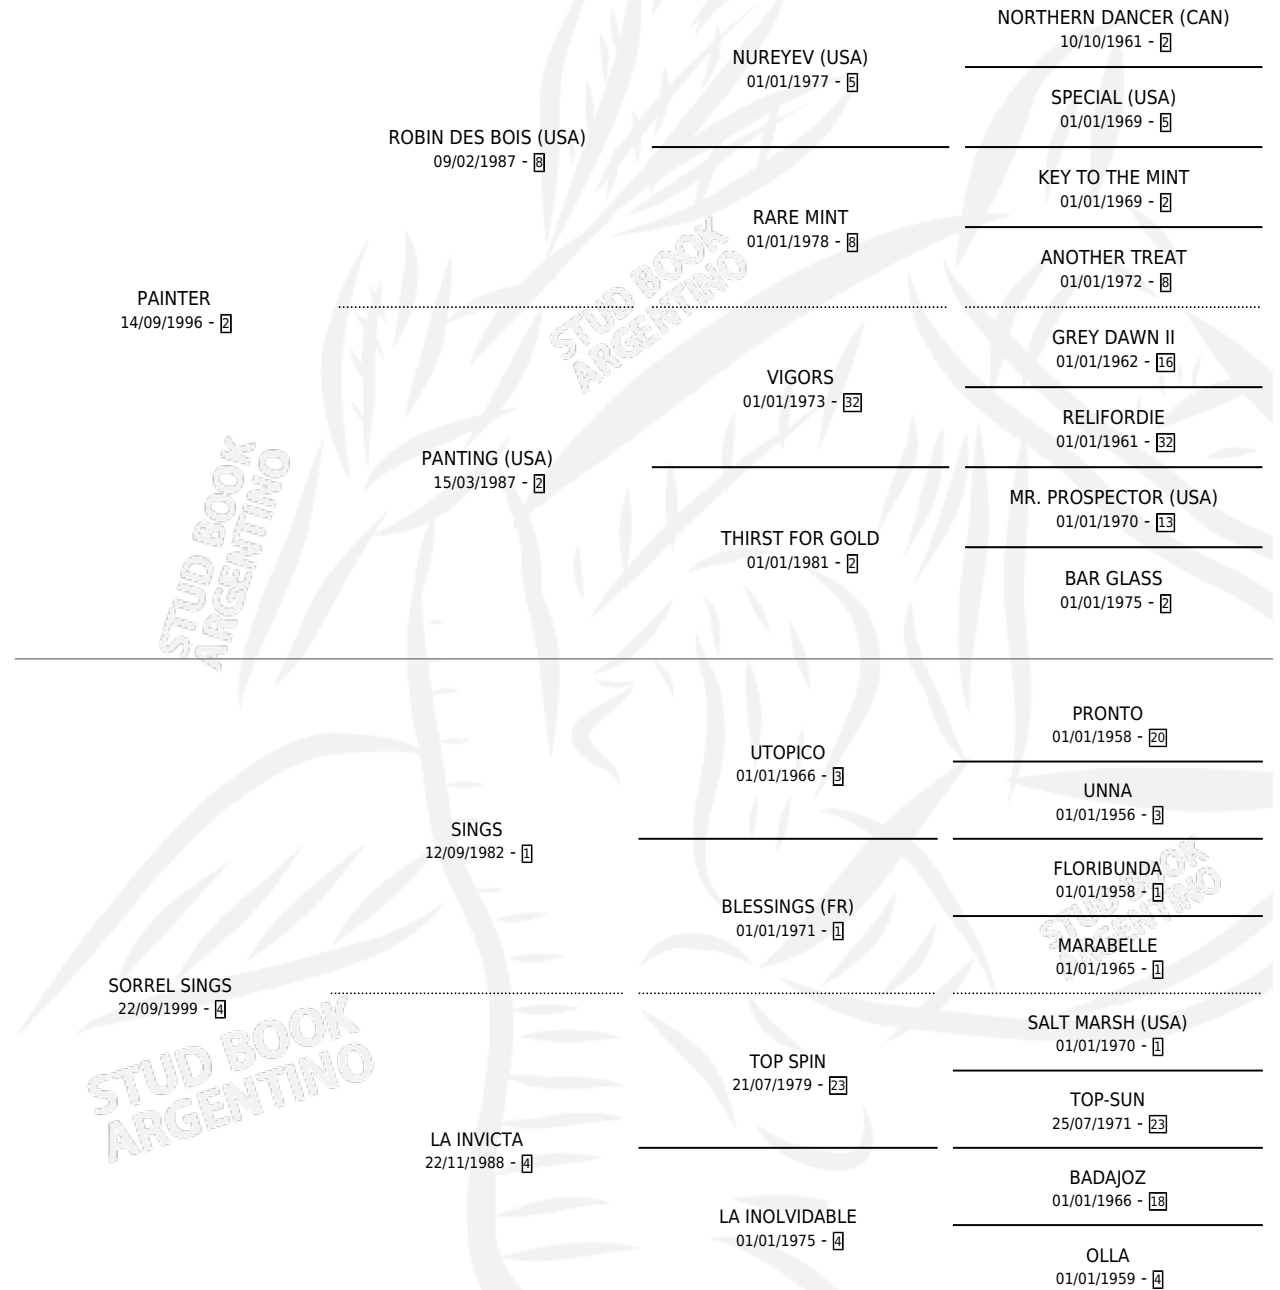 NORTHERN DANCER (CAN)
10/10/1961 - 2
NUREYEV (USA)
01/01/1977 - 5
SPECIAL (USA)
01/01/1969 - 5
ROBIN DES BOIS (USA)
09/02/1987 - 8
KEY TO THE MINT
01/01/1969 - 2
RARE MINT
01/01/1978 - 8
ANOTHER TREAT
01/01/1972 - 8
PAINTER
14/09/1996 - 2
STUD BOOK
ARGENTINO
GREY DAWN II
01/01/1962 - 16
VIGORS
01/01/1973 - 32
RELIFORDIE
01/01/1961 - 32
PANTING (USA)
15/03/1987 - 2
MR. PROSPECTOR (USA)
01/01/1970 - 13
THIRST FOR GOLD
01/01/1981 - 2
BAR GLASS
01/01/1975 - 2
STUD BOOK
ARGENTINO
PRONTO
01/01/1958 - 20
UTOPICO
01/01/1966 - 3
UNNA
01/01/1956 - 3
SINGS
12/09/1982 - 1
FLORIBUNDA
01/01/1958 - 1
BLESSINGS (FR)
01/01/1971 - 1
MARABELLE
01/01/1965 - 1
STUD BOOK
ARGENTINO
SORREL SINGS
22/09/1999 - 4
SALT MARSH (USA)
01/01/1970 - 1
TOP SPIN
21/07/1979 - 23
TOP-SUN
25/07/1971 - 23
STUD BOOK
ARGENTINO
LA INVICTA
22/11/1988 - 4
BADAJOZ
01/01/1966 - 18
LA INOLVIDABLE
01/01/1975 - 4
OLLA
01/01/1959 - 4